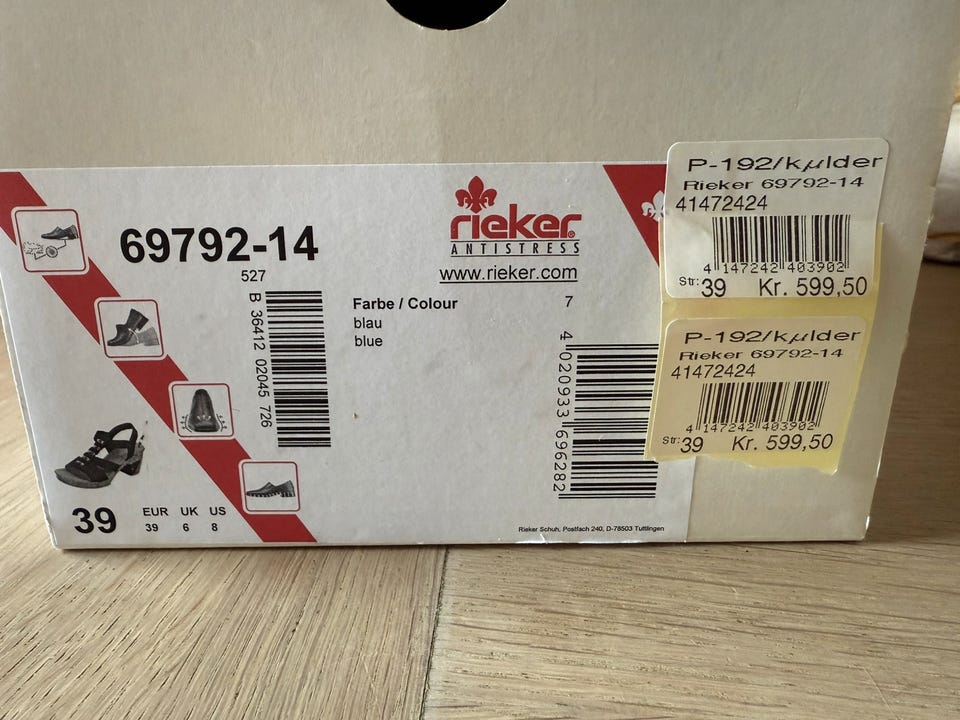 69792-14
527
B 36412 02045 726
rieker
ANTISTRESS
www.rieker.com
Farbe / Colour
blau
blue
7
4 020933 696282
39
EUR UK US
39 6 8
Rieker Schuh, Postfach 240, D-78503 Tuttlingen
P-192/kµlder
Rieker 69792-14
41472424
4 147242 403902
Str: 39 Kr. 599,50
P-192/kµlder
Rieker 69792-14
41472424
4 147242 403902
Str: 39 Kr. 599,50